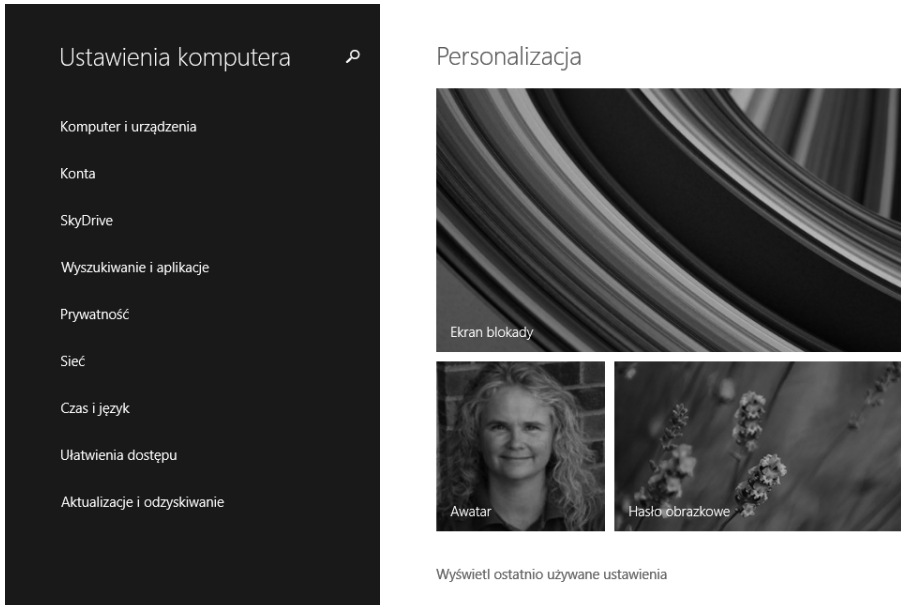 Ustawienia komputera
Komputer i urządzenia
Konta
SkyDrive
Wyszukiwanie i aplikacje
Prywatność
Sieć
Czas i język
Ułatwienia dostępu
Aktualizacje i odzyskiwanie
Personalizacja
Ekran blokady
Awatar
Hasło obrazkowe
Wyświetl ostatnio używane ustawienia